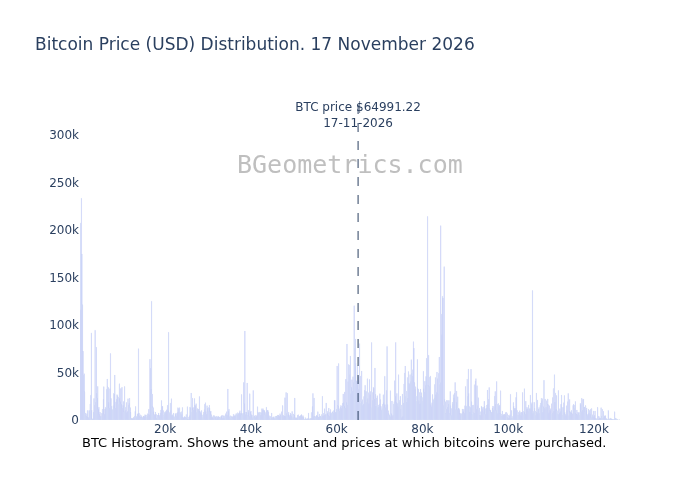 Bitcoin Price (USD) Distribution. 17 November 2026
BTC price $64991.22
17-11-2026
BGeometrics.com
300k
250k
200k
150k
100k
50k
0
20k 40k 60k 80k 100k 120k
BTC Histogram. Shows the amount and prices at which bitcoins were purchased.